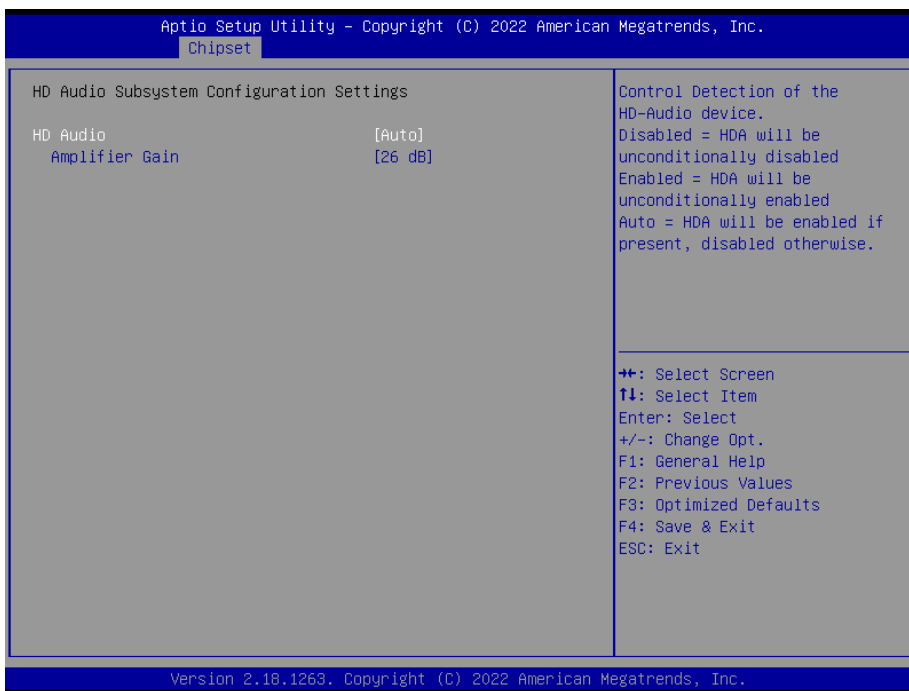 Aptio Setup Utility – Copyright (C) 2022 American Megatrends, Inc.
Chipset
HD Audio Subsystem Configuration Settings
HD Audio [Auto]
Amplifier Gain [26 dB]
Control Detection of the
HD-Audio device.
Disabled = HDA will be
unconditionally disabled
Enabled = HDA will be
unconditionally enabled
Auto = HDA will be enabled if
present, disabled otherwise.
→←: Select Screen
↑↓: Select Item
Enter: Select
+/-: Change Opt.
F1: General Help
F2: Previous Values
F3: Optimized Defaults
F4: Save & Exit
ESC: Exit
Version 2.18.1263. Copyright (C) 2022 American Megatrends, Inc.